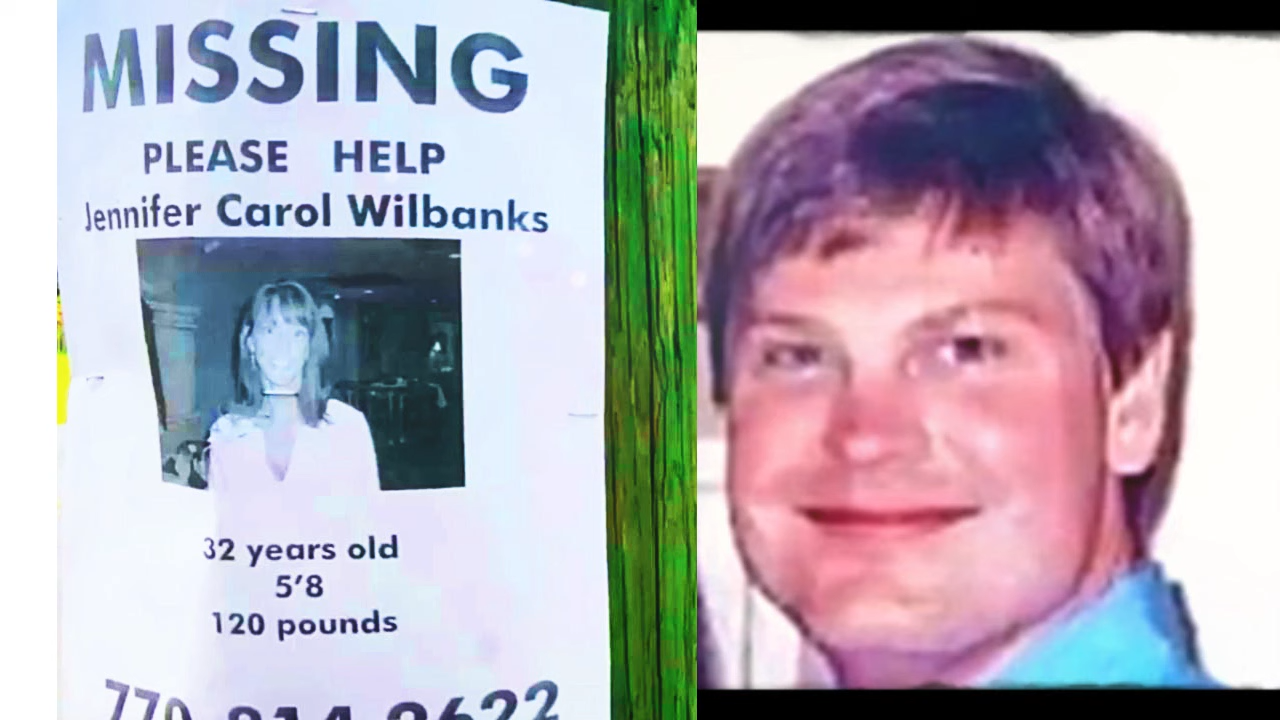 MISSING
PLEASE HELP
Jennifer Carol Wilbanks
32 years old
5'8
120 pounds